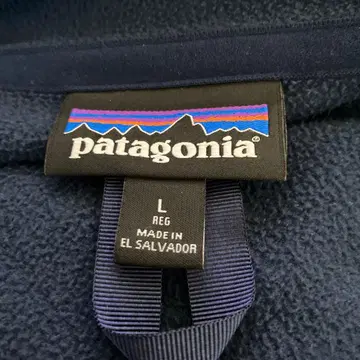 patagonia®
L
REG
MADE IN
EL SALVADOR